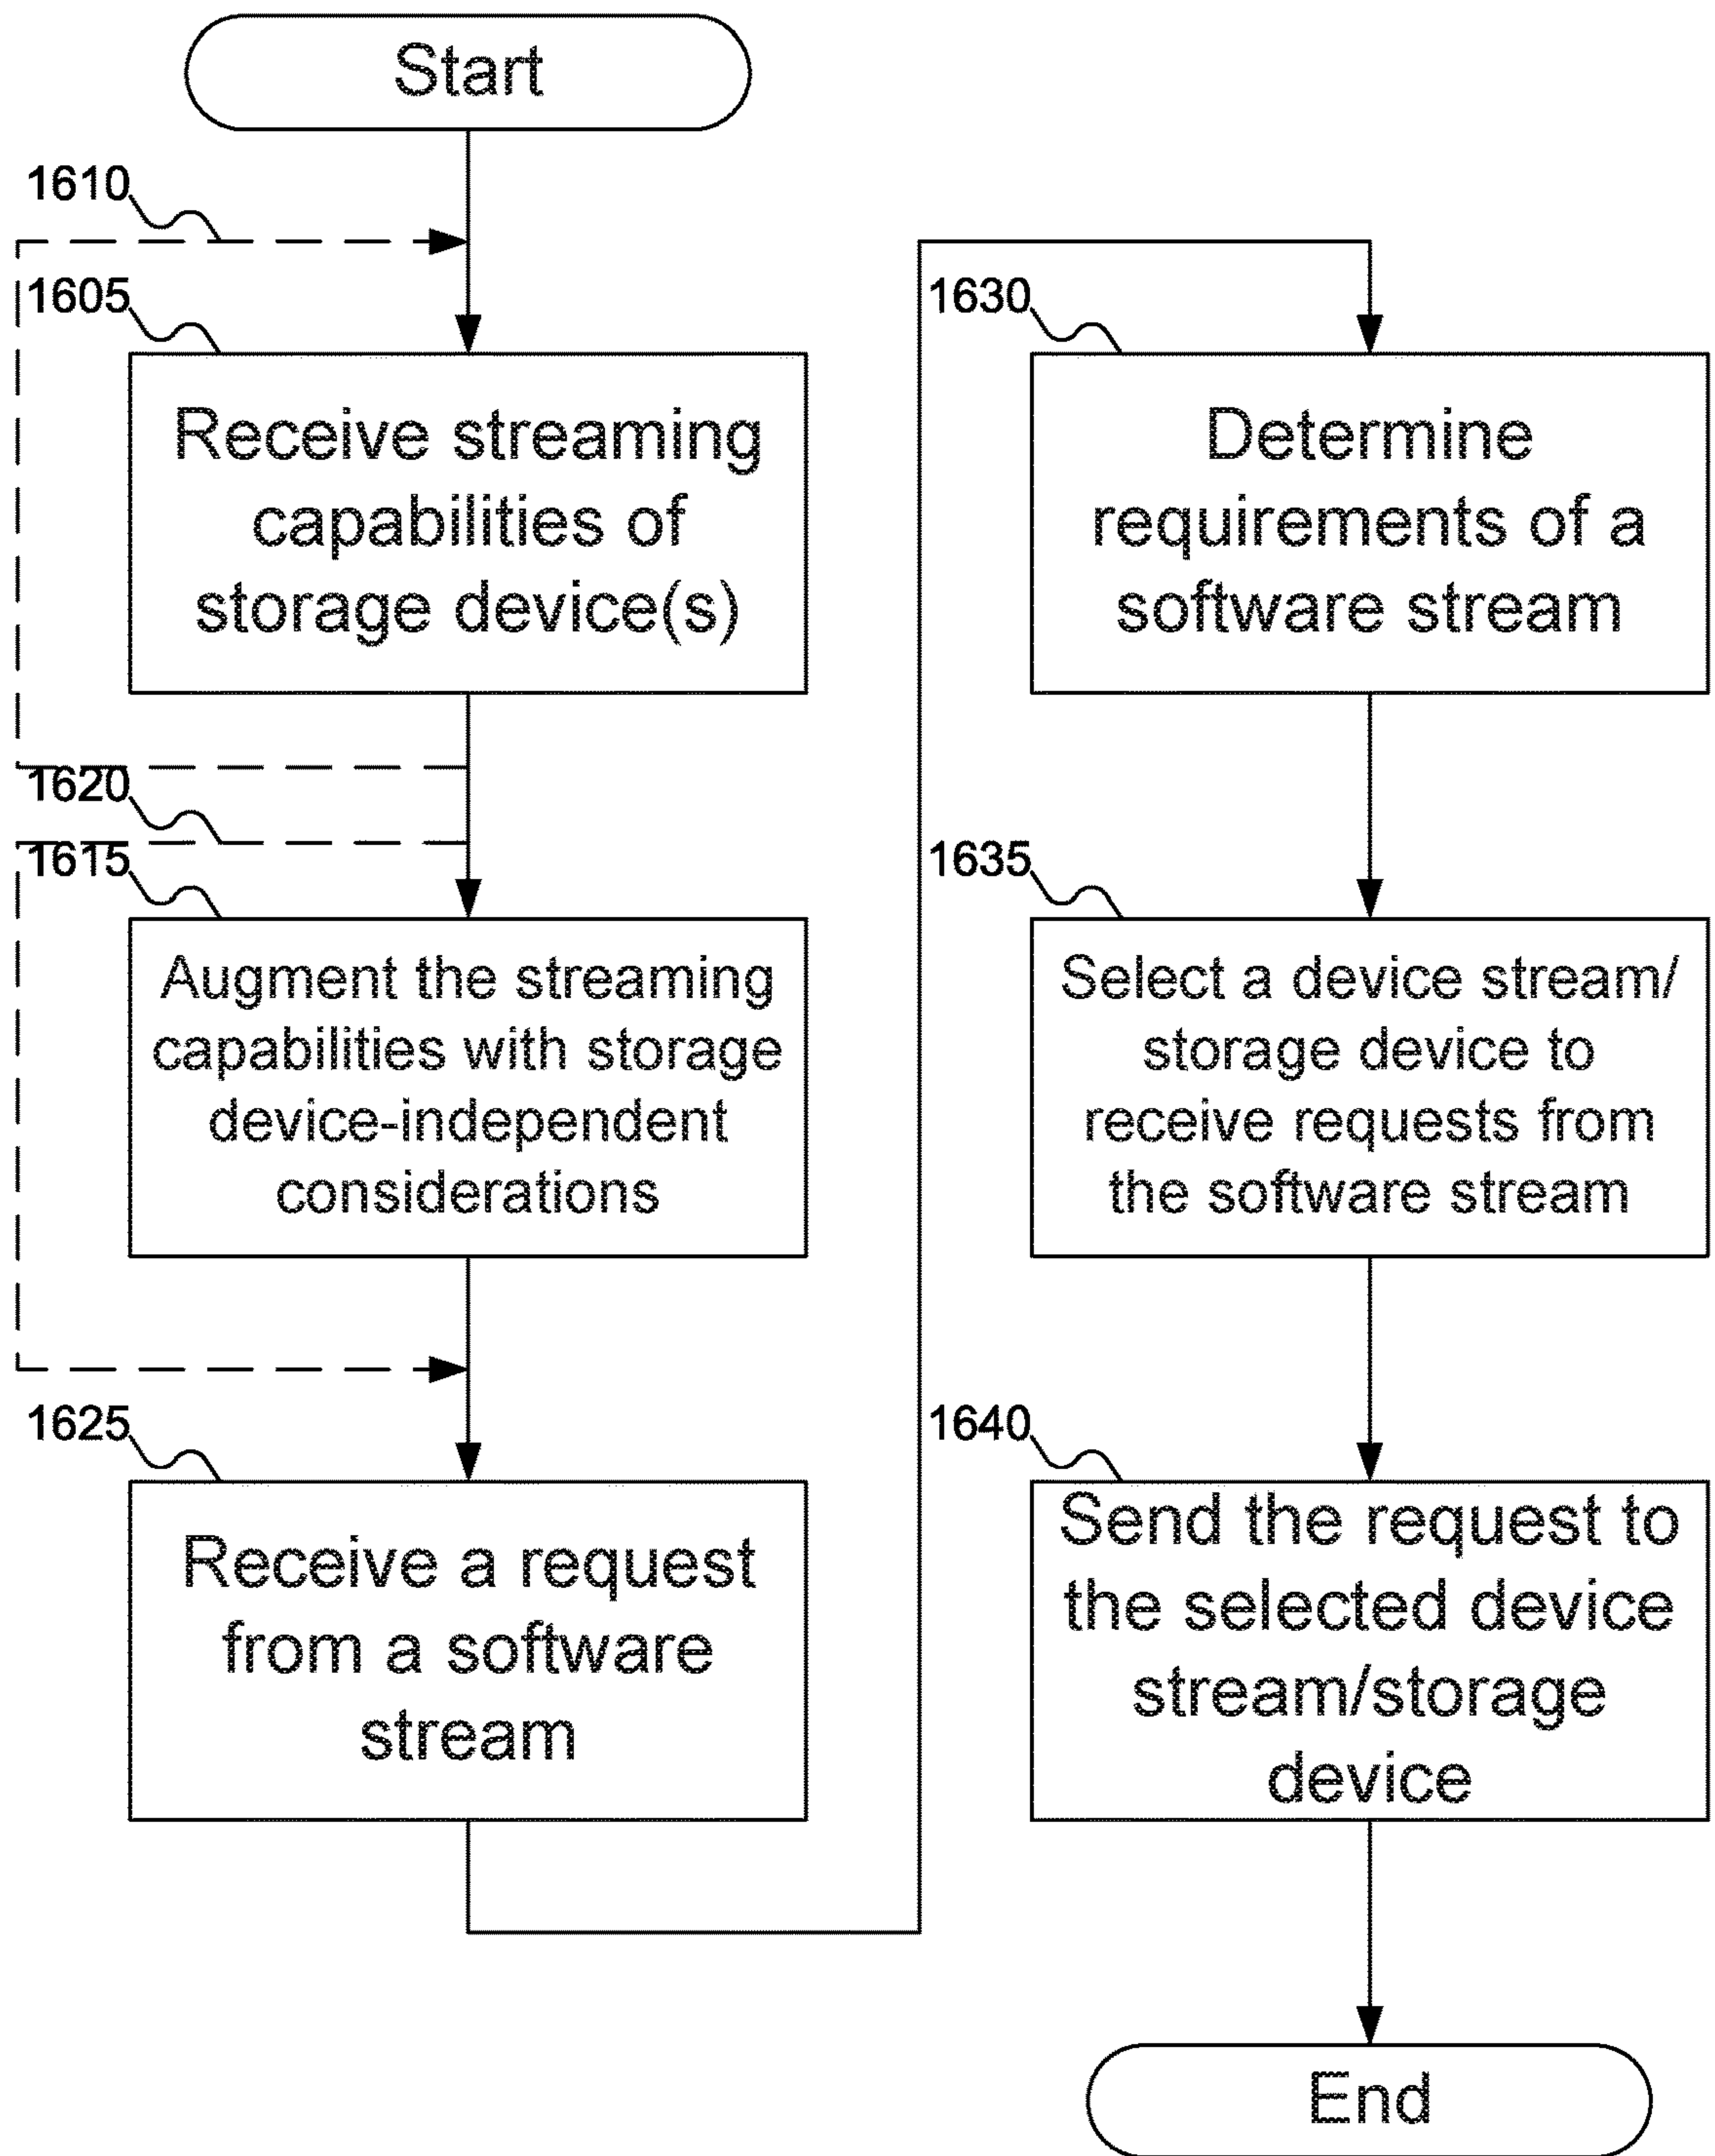 Start
1610
1605
Receive streaming
capabilities of
storage device(s)
1620
1615
Augment the streaming
capabilities with storage
device-independent
considerations
1625
Receive a request
from a software
stream
1630
Determine
requirements of a
software stream
1635
Select a device stream/
storage device to
receive requests from
the software stream
1640
Send the request to
the selected device
stream/storage
device
End